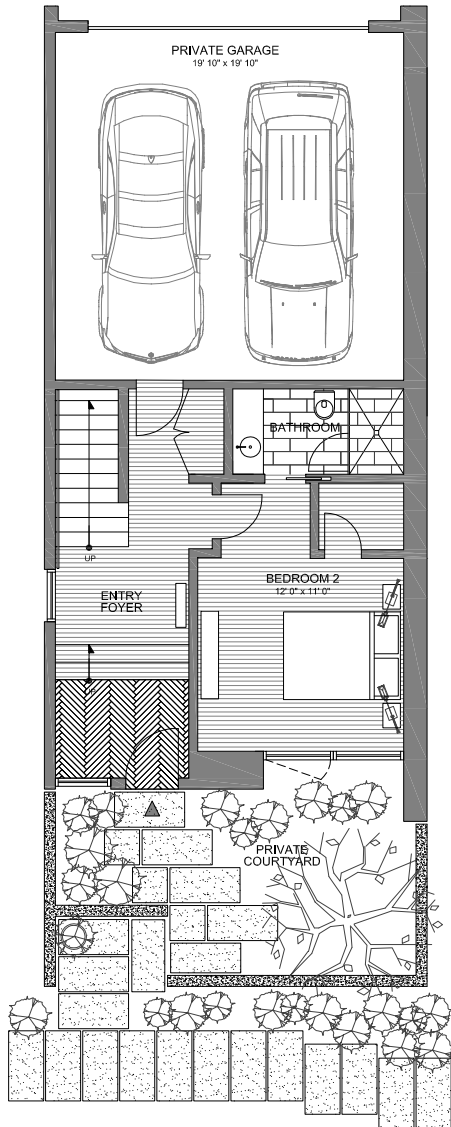 PRIVATE GARAGE
19' 10" x 19' 10"
BATHROOM
UP
BEDROOM 2
12' 0" x 11' 0"
ENTRY
FOYER
UP
PRIVATE
COURTYARD